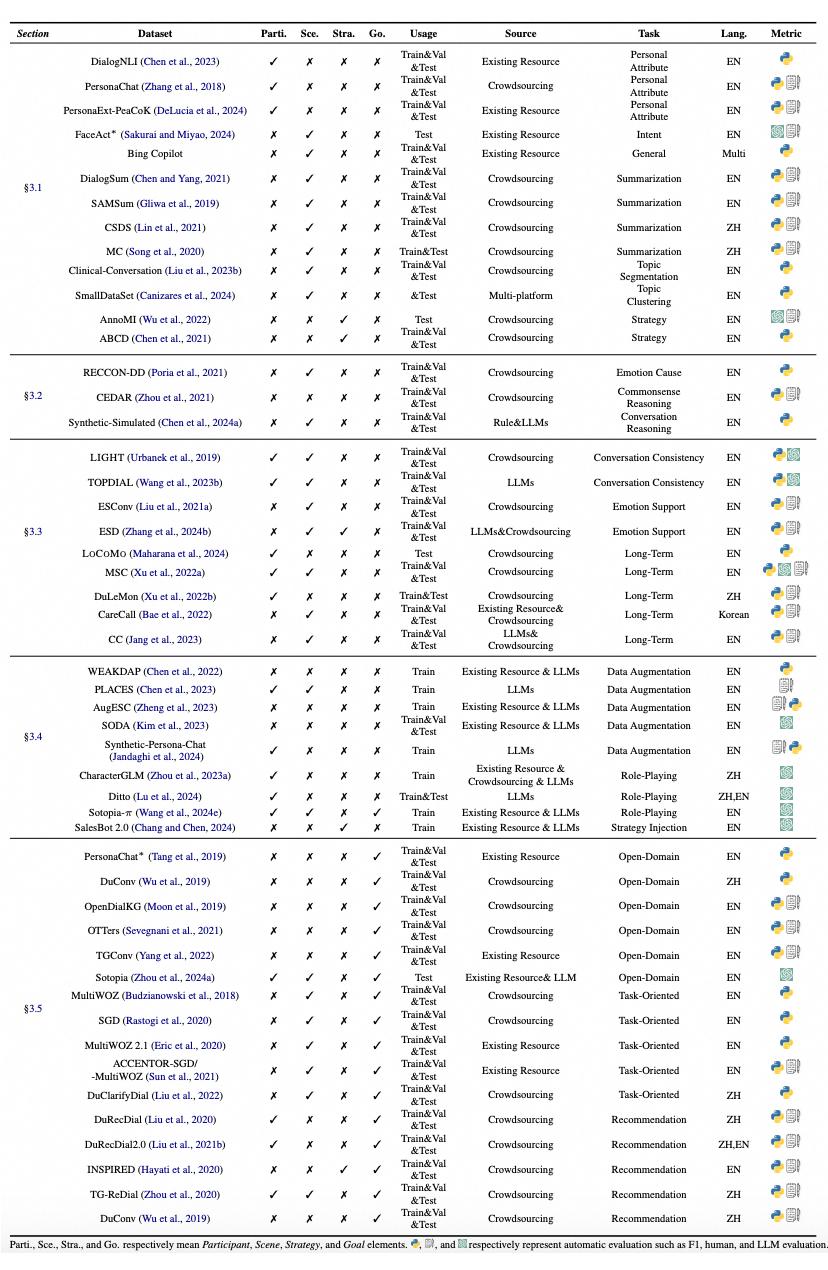 Section Dataset Parti. Sce. Stra. Go. Usage Source Task Lang. Metric
§3.1
DialogNLI (Chen et al., 2023) ✓ ✗ ✗ ✗ Train&Val &Test Existing Resource Personal Attribute EN
PersonaChat (Zhang et al., 2018) ✓ ✗ ✗ ✗ Train&Val &Test Crowdsourcing Personal Attribute EN
PersonaExt-PeaCoK (DeLucia et al., 2024) ✓ ✗ ✗ ✗ Train&Val &Test Existing Resource Personal Attribute EN
FaceAct* (Sakurai and Miyao, 2024) ✗ ✓ ✗ ✗ Test Existing Resource Intent EN
Bing Copilot ✗ ✓ ✗ ✗ Train&Val &Test Existing Resource General Multi
DialogSum (Chen and Yang, 2021) ✗ ✓ ✗ ✗ Train&Val &Test Crowdsourcing Summarization EN
SAMSum (Gliwa et al., 2019) ✗ ✓ ✗ ✗ Train&Val &Test Crowdsourcing Summarization EN
CSDS (Lin et al., 2021) ✗ ✓ ✗ ✗ Train&Val &Test Crowdsourcing Summarization ZH
MC (Song et al., 2020) ✗ ✓ ✗ ✗ Train&Test Crowdsourcing Summarization ZH
Clinical-Conversation (Liu et al., 2023b) ✗ ✓ ✗ ✗ Train&Val &Test Crowdsourcing Topic Segmentation EN
SmallDataSet (Canizares et al., 2024) ✗ ✓ ✗ ✗ &Test Multi-platform Topic Clustering EN
AnnoMI (Wu et al., 2022) ✗ ✗ ✓ ✗ Test Crowdsourcing Strategy EN
ABCD (Chen et al., 2021) ✗ ✗ ✓ ✗ Train&Val &Test Crowdsourcing Strategy EN
§3.2
RECCON-DD (Poria et al., 2021) ✗ ✓ ✗ ✗ Train&Val &Test Crowdsourcing Emotion Cause EN
CEDAR (Zhou et al., 2021) ✗ ✗ ✗ ✗ Train&Val &Test Crowdsourcing Commonsense Reasoning EN
Synthetic-Simulated (Chen et al., 2024a) ✗ ✓ ✗ ✗ Train&Val &Test Rule&LLMs Conversation Reasoning EN
§3.3
LIGHT (Urbanek et al., 2019) ✓ ✓ ✗ ✗ Train&Val &Test Crowdsourcing Conversation Consistency EN
TOPDIAL (Wang et al., 2023b) ✓ ✓ ✗ ✗ Train&Val &Test LLMs Conversation Consistency EN
ESConv (Liu et al., 2021a) ✗ ✓ ✗ ✗ Train&Val &Test Crowdsourcing Emotion Support EN
ESD (Zhang et al., 2024b) ✗ ✓ ✓ ✗ Train&Val &Test LLMs&Crowdsourcing Emotion Support EN
LOCOMO (Maharana et al., 2024) ✓ ✗ ✗ ✗ Test Crowdsourcing Long-Term EN
MSC (Xu et al., 2022a) ✓ ✓ ✗ ✗ Train&Val &Test Crowdsourcing Long-Term EN
DuLeMon (Xu et al., 2022b) ✓ ✗ ✗ ✗ Train&Test Crowdsourcing Long-Term ZH
CareCall (Bae et al., 2022) ✗ ✓ ✗ ✗ Train&Val &Test Existing Resource& Crowdsourcing Long-Term Korean
CC (Jang et al., 2023) ✗ ✓ ✗ ✗ Train&Val &Test LLMs& Crowdsourcing Long-Term EN
§3.4
WEAKDAP (Chen et al., 2022) ✗ ✗ ✗ ✗ Train Existing Resource & LLMs Data Augmentation EN
PLACES (Chen et al., 2023) ✓ ✓ ✗ ✗ Train LLMs Data Augmentation EN
AugESC (Zheng et al., 2023) ✗ ✗ ✗ ✗ Train Existing Resource & LLMs Data Augmentation EN
SODA (Kim et al., 2023) ✗ ✗ ✗ ✗ Train&Val &Test Existing Resource & LLMs Data Augmentation EN
Synthetic-Persona-Chat (Jandaghi et al., 2024) ✓ ✗ ✗ ✗ Train LLMs Data Augmentation EN
CharacterGLM (Zhou et al., 2023a) ✓ ✗ ✗ ✗ Train Existing Resource & Crowdsourcing & LLMs Role-Playing ZH
Ditto (Lu et al., 2024) ✓ ✗ ✗ ✗ Train&Test LLMs Role-Playing ZH,EN
Sotopia-π (Wang et al., 2024e) ✓ ✓ ✗ ✓ Train Existing Resource & LLMs Role-Playing EN
SalesBot 2.0 (Chang and Chen, 2024) ✗ ✗ ✓ ✗ Train Existing Resource & LLMs Strategy Injection EN
§3.5
PersonaChat* (Tang et al., 2019) ✗ ✗ ✗ ✓ Train&Val &Test Existing Resource Open-Domain EN
DuConv (Wu et al., 2019) ✗ ✗ ✗ ✓ Train&Val &Test Crowdsourcing Open-Domain ZH
OpenDialKG (Moon et al., 2019) ✗ ✗ ✗ ✓ Train&Val &Test Crowdsourcing Open-Domain EN
OTTers (Sevegnani et al., 2021) ✗ ✗ ✗ ✓ Train&Val &Test Crowdsourcing Open-Domain EN
TGConv (Yang et al., 2022) ✗ ✗ ✗ ✓ Train&Val &Test Existing Resource Open-Domain EN
Sotopia (Zhou et al., 2024a) ✓ ✓ ✗ ✓ Test Existing Resource& LLM Open-Domain EN
MultiWOZ (Budzianowski et al., 2018) ✗ ✓ ✗ ✓ Train&Val &Test Crowdsourcing Task-Oriented EN
SGD (Rastogi et al., 2020) ✗ ✓ ✗ ✓ Train&Val &Test Crowdsourcing Task-Oriented EN
MultiWOZ 2.1 (Eric et al., 2020) ✗ ✓ ✗ ✓ Train&Val &Test Existing Resource Task-Oriented EN
ACCENTOR-SGD/ -MultiWOZ (Sun et al., 2021) ✗ ✓ ✗ ✓ Train&Val &Test Existing Resource Task-Oriented EN
DuClarifyDial (Liu et al., 2022) ✗ ✓ ✗ ✓ Train&Val &Test Crowdsourcing Task-Oriented ZH
DuRecDial (Liu et al., 2020) ✓ ✗ ✗ ✓ Train&Val &Test Crowdsourcing Recommendation ZH
DuRecDial2.0 (Liu et al., 2021b) ✓ ✗ ✗ ✓ Train&Val &Test Crowdsourcing Recommendation ZH,EN
INSPIRED (Hayati et al., 2020) ✗ ✗ ✓ ✓ Train&Val &Test Crowdsourcing Recommendation EN
TG-ReDial (Zhou et al., 2020) ✓ ✓ ✗ ✓ Train&Val &Test Crowdsourcing Recommendation ZH
DuConv (Wu et al., 2019) ✗ ✗ ✗ ✓ Train&Val &Test Crowdsourcing Recommendation ZH
Parti., Sce., Stra., and Go. respectively mean Participant, Scene, Strategy, and Goal elements. , , and respectively represent automatic evaluation such as F1, human, and LLM evaluation.